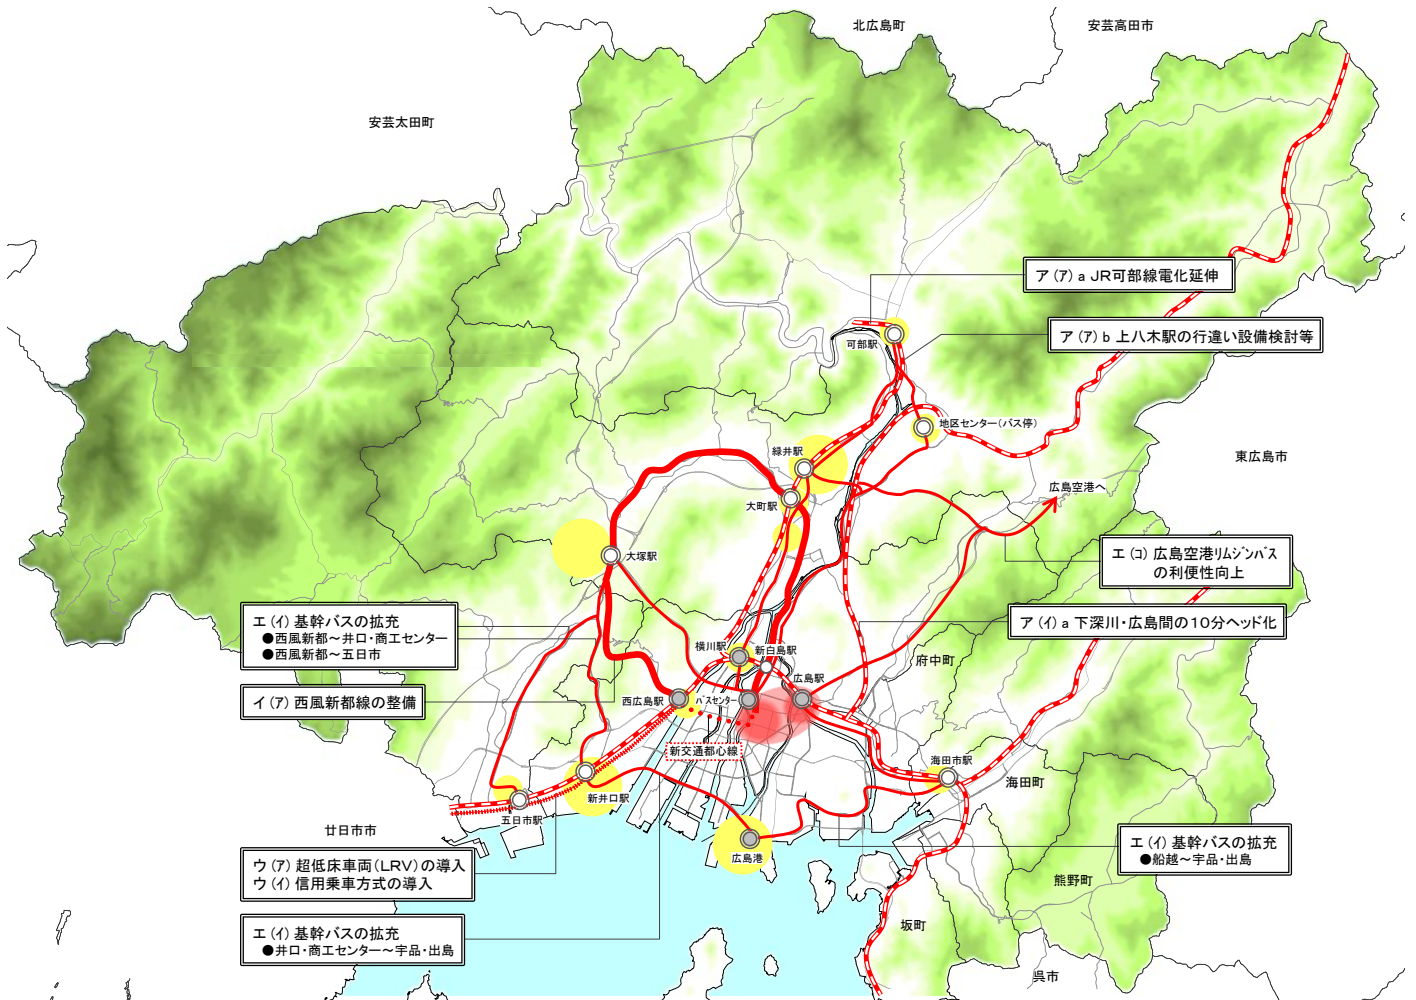 北広島町
安芸高田市
安芸太田町
ア(ア) a JR可部線電化延伸
ア(ア) b 上八木駅の行違い設備検討等
可部駅
地区センター(バス停)
緑井駅
東広島市
大町駅
広島空港へ
大塚駅
エ(コ) 広島空港リムジンバス
の利便性向上
エ(イ) 基幹バスの拡充
●西風新都～井口・商工センター
●西風新都～五日市
ア(イ) a 下深川・広島間の10分ヘッド化
横川駅
新白島駅
府中町
広島駅
イ(ア) 西風新都線の整備
西広島駅
バスセンター
新交通都心線
海田市駅
海田町
新井口駅
五日市駅
廿日市市
広島港
エ(イ) 基幹バスの拡充
●船越～宇品・出島
ウ(ア) 超低床車両(LRV)の導入
ウ(イ) 信用乗車方式の導入
熊野町
坂町
エ(イ) 基幹バスの拡充
●井口・商工センター～宇品・出島
呉市